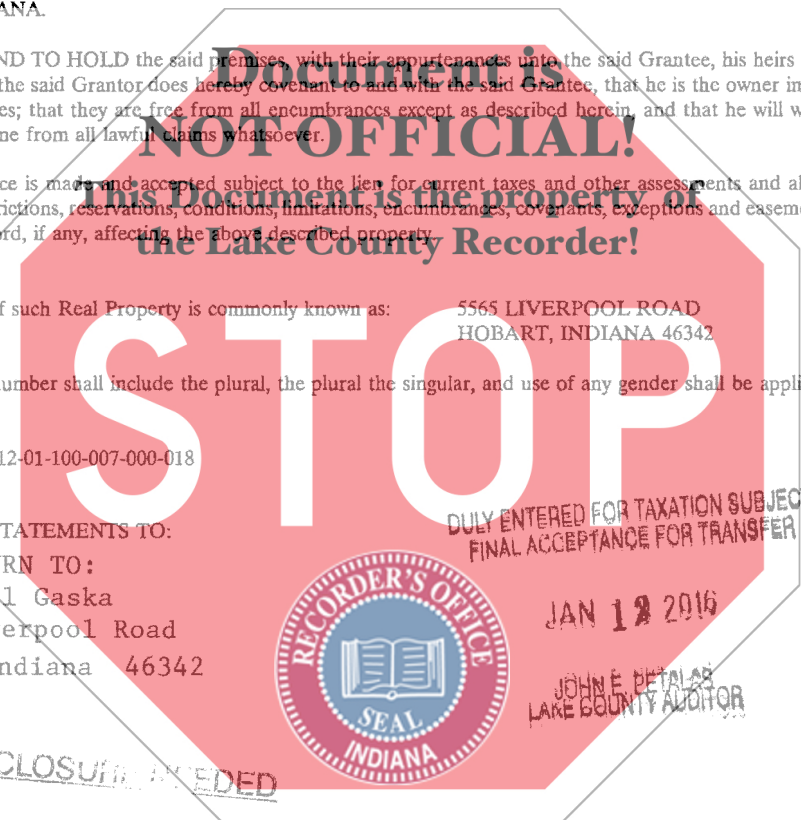 ANA.
ND TO HOLD the said premises, with their appurtenances unto the said Grantee, his heirs
the said Grantor does hereby covenant to and with the said Grantee, that he is the owner in
es; that they are free from all encumbrances except as described herein, and that he will w
ne from all lawful claims whatsoever.
Document is
NOT OFFICIAL!
This Document is the property of
the Lake County Recorder!
ce is made and accepted subject to the lien for current taxes and other assessments and al
ictions, reservations, conditions, limitations, encumbrances, covenants, exceptions and easeme
rd, if any, affecting the above described property
f such Real Property is commonly known as: 5565 LIVERPOOL ROAD
HOBART, INDIANA 46342
STOP
number shall include the plural, the plural the singular, and use of any gender shall be appli
12-01-100-007-000-018
DULY ENTERED FOR TAXATION SUBJEC
FINAL ACCEPTANCE FOR TRANSFER
TATEMENTS TO:
RN TO:
l Gaska
erpool Road
ndiana 46342
JAN 2016
JOHN E. PETALAS
LAKE COUNTY AUDITOR
RECORDER'S OFFICE
SEAL
INDIANA
CLOSURE NEEDED